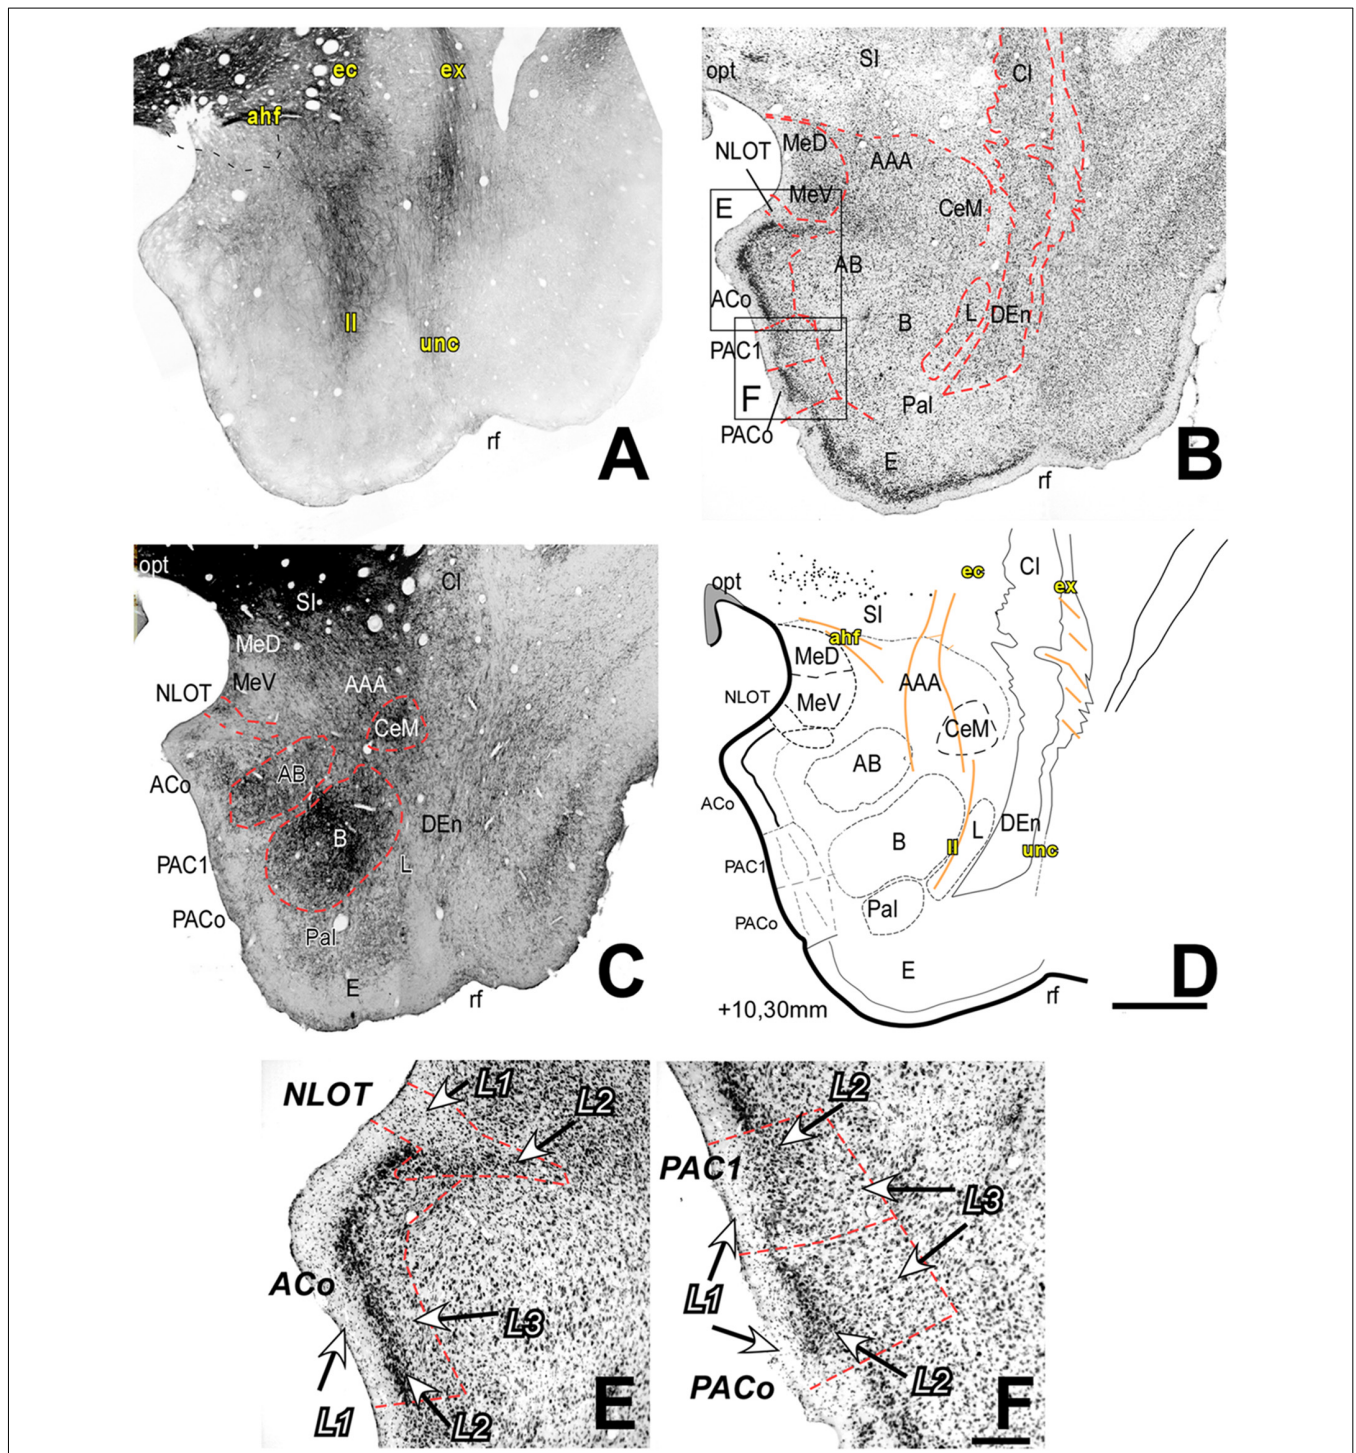 ec
ex
ahf
ll
unc
rf
A
SI
Cl
opt
MeD
NLOT
AAA
MeV
CeM
E
AB
ACo
L
DEn
B
PAC1
F
Pal
PACo
E
rf
B
opt
Cl
SI
MeD
MeV
AAA
NLOT
CeM
AB
ACo
DEn
B
L
PAC1
PACo
Pal
E
rf
C
ec
Cl
ex
opt
SI
ahf
MeD
AAA
NLOT
MeV
CeM
AB
ACo
L
DEn
B
ll
unc
PAC1
Pal
PACo
E
rf
+10,30mm
D
NLOT
L1
L2
ACo
L3
L1
L2
E
L2
PAC1
L3
L1
PACo
L2
F